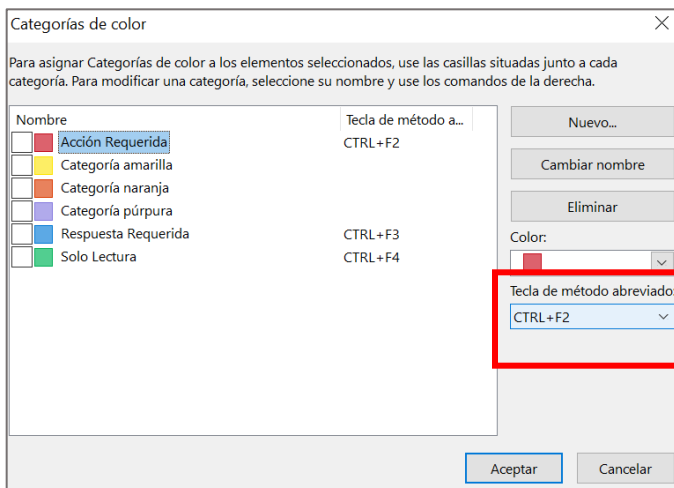 Categorías de color
Para asignar Categorías de color a los elementos seleccionados, use las casillas situadas junto a cada
categoría. Para modificar una categoría, seleccione su nombre y use los comandos de la derecha.
Nombre Tecla de método a...
Acción Requerida CTRL+F2
Categoría amarilla
Categoría naranja
Categoría púrpura
Respuesta Requerida CTRL+F3
Solo Lectura CTRL+F4
Nuevo...
Cambiar nombre
Eliminar
Color:
Tecla de método abreviado:
CTRL+F2
Aceptar Cancelar